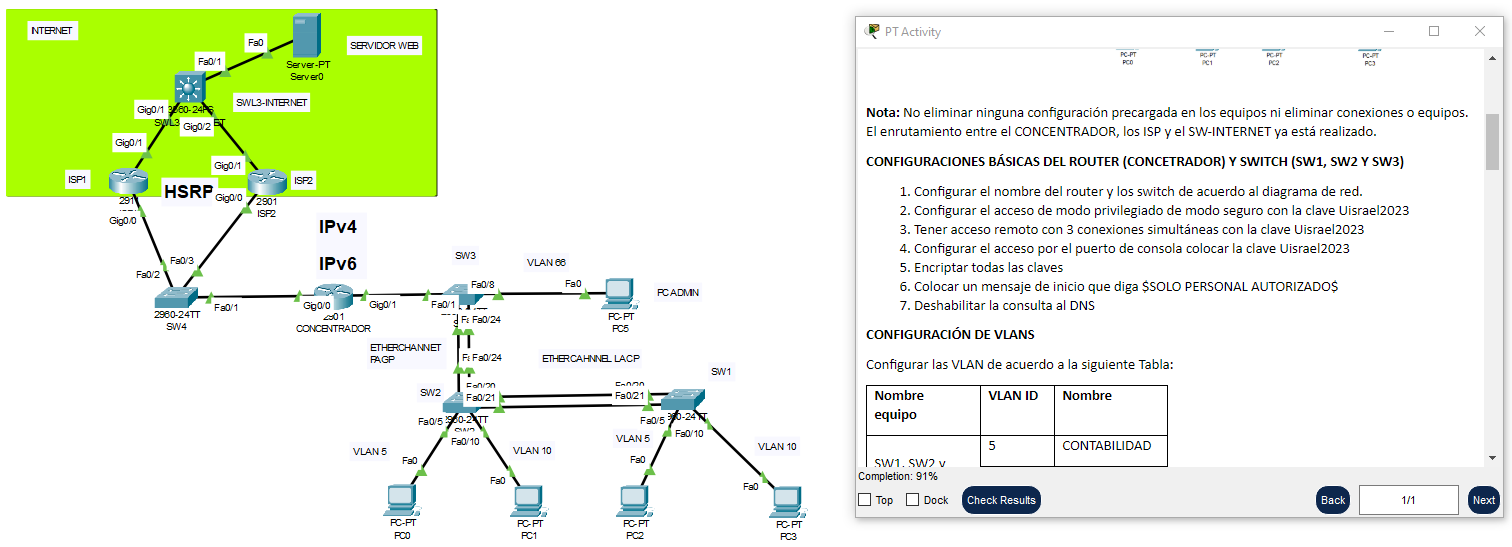 INTERNET
Fa0
SERVIDOR WEB
Fa0/1
Server-PT
Server0
SWL3-INTERNET
Gig0/1
Gig0/2
Gig0/1
Gig0/1
ISP1
HSRP
ISP2
2901
ISP2
Gig0/0
Gig0/0
IPv4
IPv6
Fa0/3
Fa0/2
Fa0/1
2960-24TT
SW4
Gig0/0
Gig0/1
2901
CONCENTRADOR
SW3
Fa0/1
Fa0/8
VLAN 66
Fa0
PC ADMIN
PC-PT
PC5
Fa0/24
ETHERCHANNEL
PAGP
Fa0/24
ETHERCAHNNEL LACP
SW1
SW2
Fa0/20
Fa0/21
Fa0/20
Fa0/21
Fa0/5
Fa0/10
Fa0/5
Fa0/10
VLAN 5
VLAN 10
VLAN 5
VLAN 10
Fa0
Fa0
Fa0
Fa0
PC-PT
PC0
PC-PT
PC1
PC-PT
PC2
PC-PT
PC3
PT Activity
PC-PT
PC0
PC-PT
PC1
PC-PT
PC2
PC-PT
PC3
Nota: No eliminar ninguna configuración precargada en los equipos ni eliminar conexiones o equipos.
El enrutamiento entre el CONCENTRADOR, los ISP y el SW-INTERNET ya está realizado.
CONFIGURACIONES BÁSICAS DEL ROUTER (CONCETRADOR) Y SWITCH (SW1, SW2 Y SW3)
1. Configurar el nombre del router y los switch de acuerdo al diagrama de red.
2. Configurar el acceso de modo privilegiado de modo seguro con la clave Uisrael2023
3. Tener acceso remoto con 3 conexiones simultáneas con la clave Uisrael2023
4. Configurar el acceso por el puerto de consola colocar la clave Uisrael2023
5. Encriptar todas las claves
6. Colocar un mensaje de inicio que diga $SOLO PERSONAL AUTORIZADO$
7. Deshabilitar la consulta al DNS
CONFIGURACIÓN DE VLANS
Configurar las VLAN de acuerdo a la siguiente Tabla:
Nombre equipo VLAN ID Nombre
5 CONTABILIDAD
SW1, SW2 y
Completion: 91%
Top Dock Check Results Back 1/1 Next